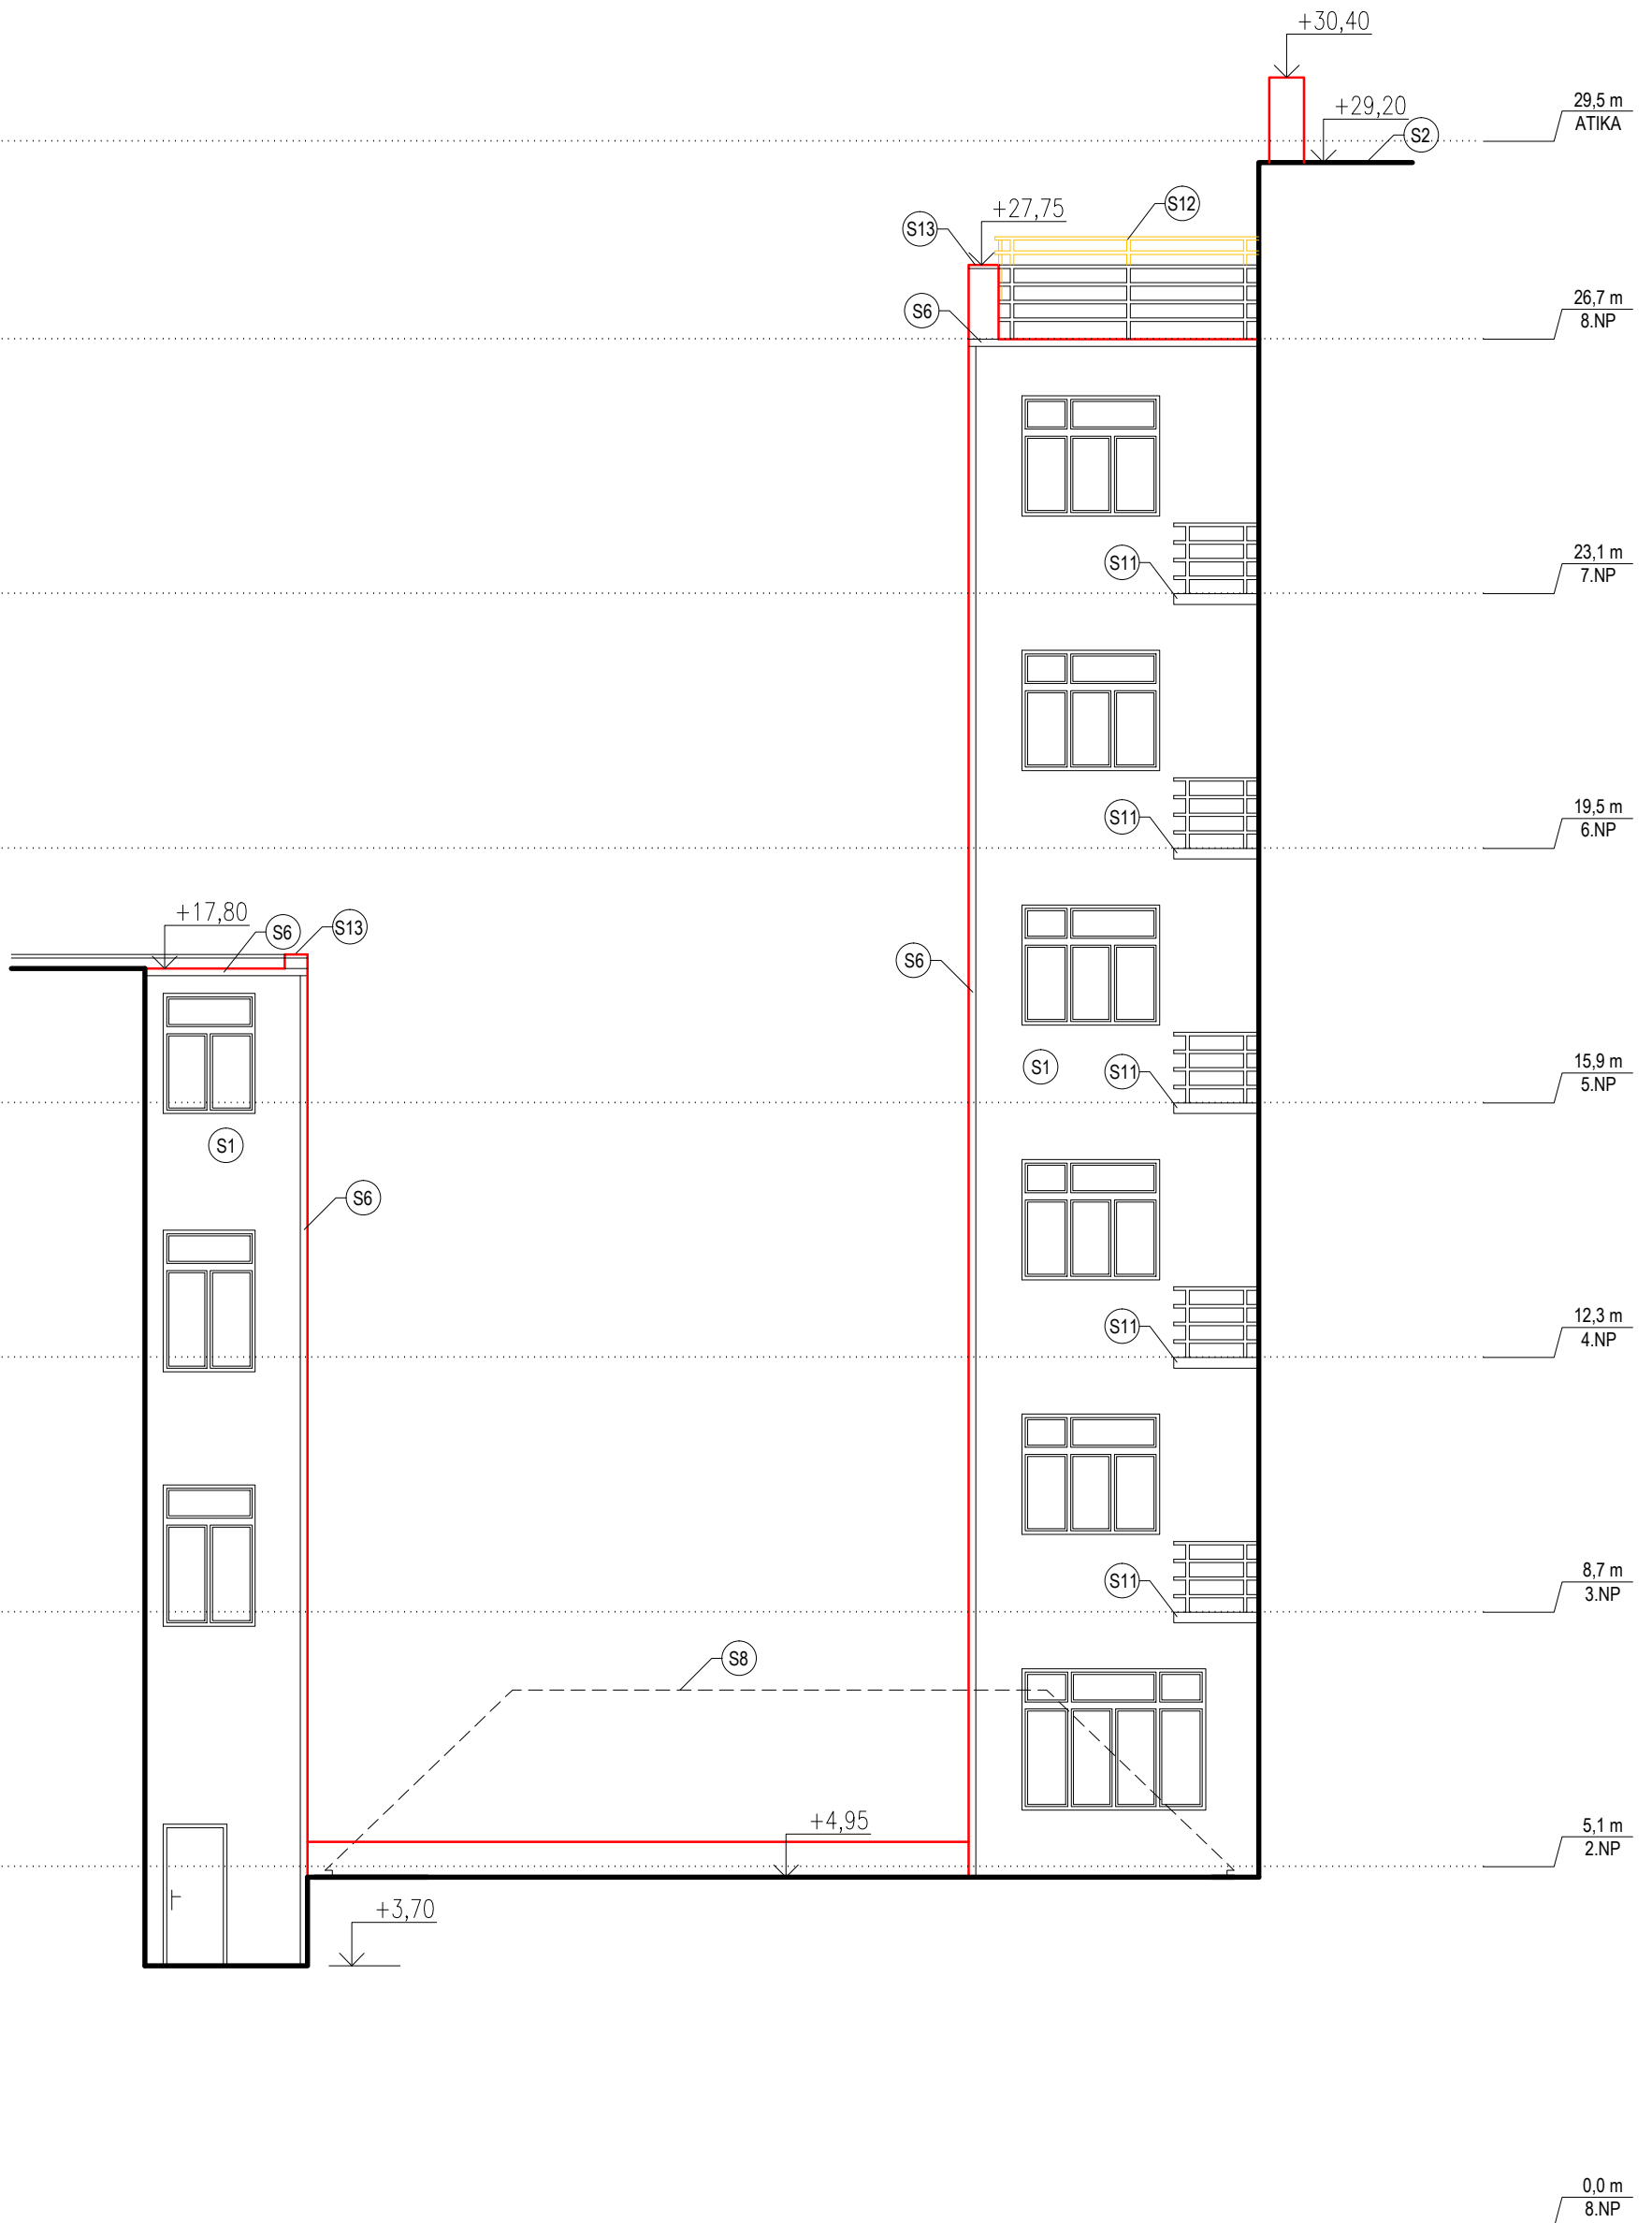 +30,40
29,5 m
ATIKA
+29,20
S2
S12
+27,75
S13
26,7 m
8.NP
S6
23,1 m
7.NP
S11
19,5 m
6.NP
S11
+17,80
S6
S13
S6
15,9 m
5.NP
S1
S11
S1
S6
12,3 m
4.NP
S11
8,7 m
3.NP
S11
S8
+4,95
5,1 m
2.NP
+3,70
0,0 m
8.NP